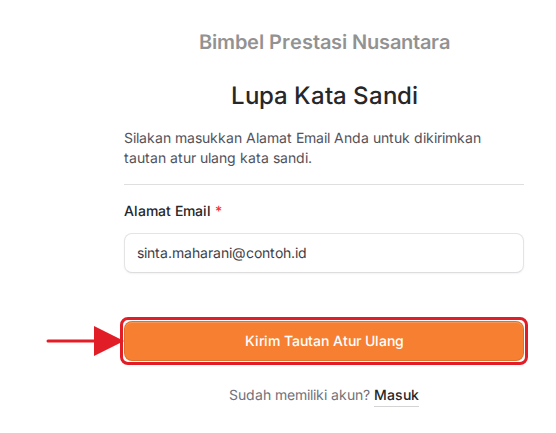 Bimbel Prestasi Nusantara
Lupa Kata Sandi
Silakan masukkan Alamat Email Anda untuk dikirimkan
tautan atur ulang kata sandi.
Alamat Email *
sinta.maharani@contoh.id
Kirim Tautan Atur Ulang
Sudah memiliki akun? Masuk